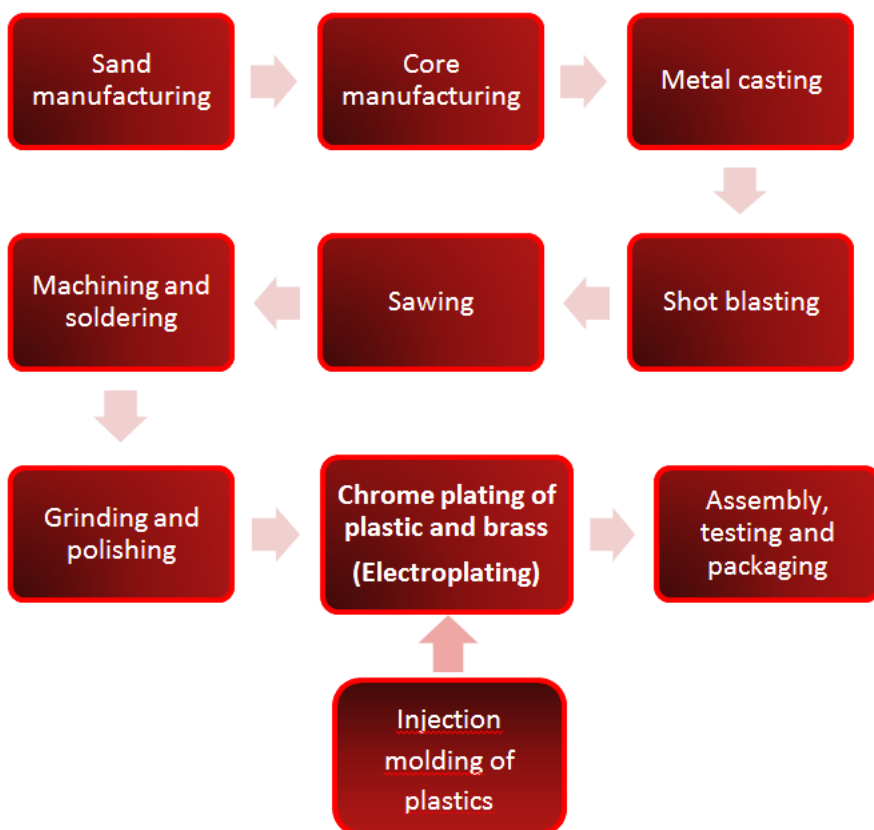 Sand
manufacturing
Core
manufacturing
Metal casting
Machining and
soldering
Sawing
Shot blasting
Grinding and
polishing
Chrome plating of
plastic and brass
(Electroplating)
Assembly,
testing and
packaging
Injection
molding of
plastics